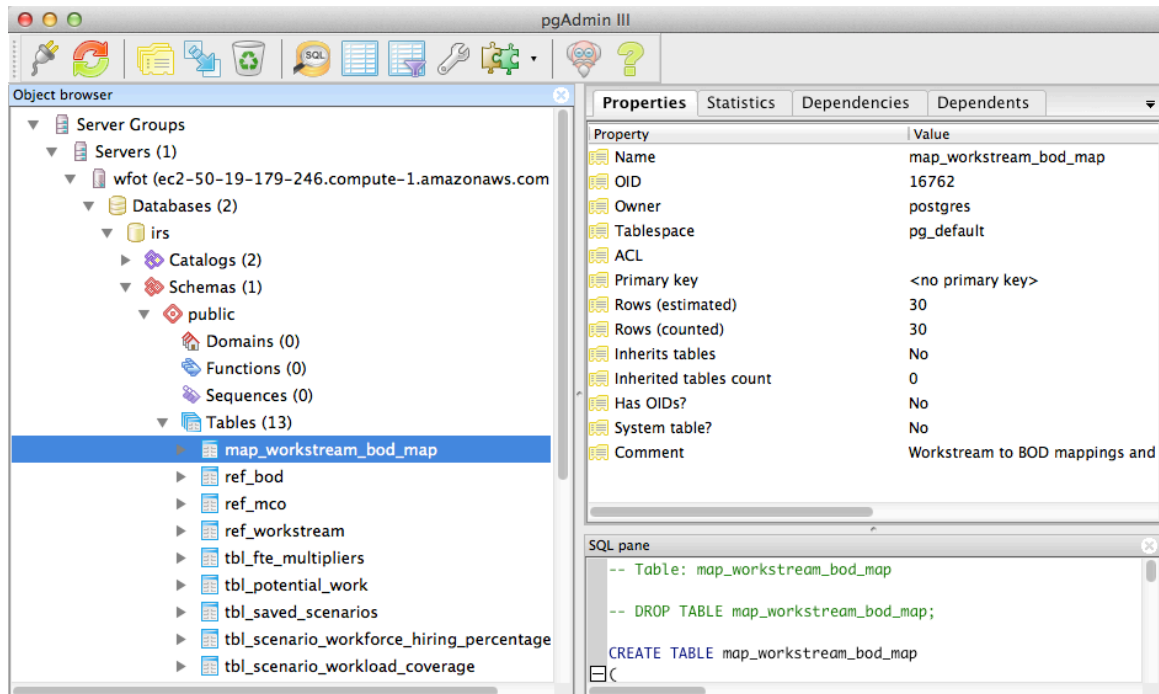 pgAdmin III
SQL
Object browser
Server Groups
Servers (1)
wfot (ec2-50-19-179-246.compute-1.amazonaws.com
Databases (2)
irs
Catalogs (2)
Schemas (1)
public
Domains (0)
Functions (0)
Sequences (0)
Tables (13)
map_workstream_bod_map
ref_bod
ref_mco
ref_workstream
tbl_fte_multipliers
tbl_potential_work
tbl_saved_scenarios
tbl_scenario_workforce_hiring_percentage
tbl_scenario_workload_coverage
Properties Statistics Dependencies Dependents
Property Value
Name map_workstream_bod_map
OID 16762
Owner postgres
Tablespace pg_default
ACL
Primary key <no primary key>
Rows (estimated) 30
Rows (counted) 30
Inherits tables No
Inherited tables count 0
Has OIDs? No
System table? No
Comment Workstream to BOD mappings and
SQL pane
-- Table: map_workstream_bod_map
-- DROP TABLE map_workstream_bod_map;
CREATE TABLE map_workstream_bod_map
(